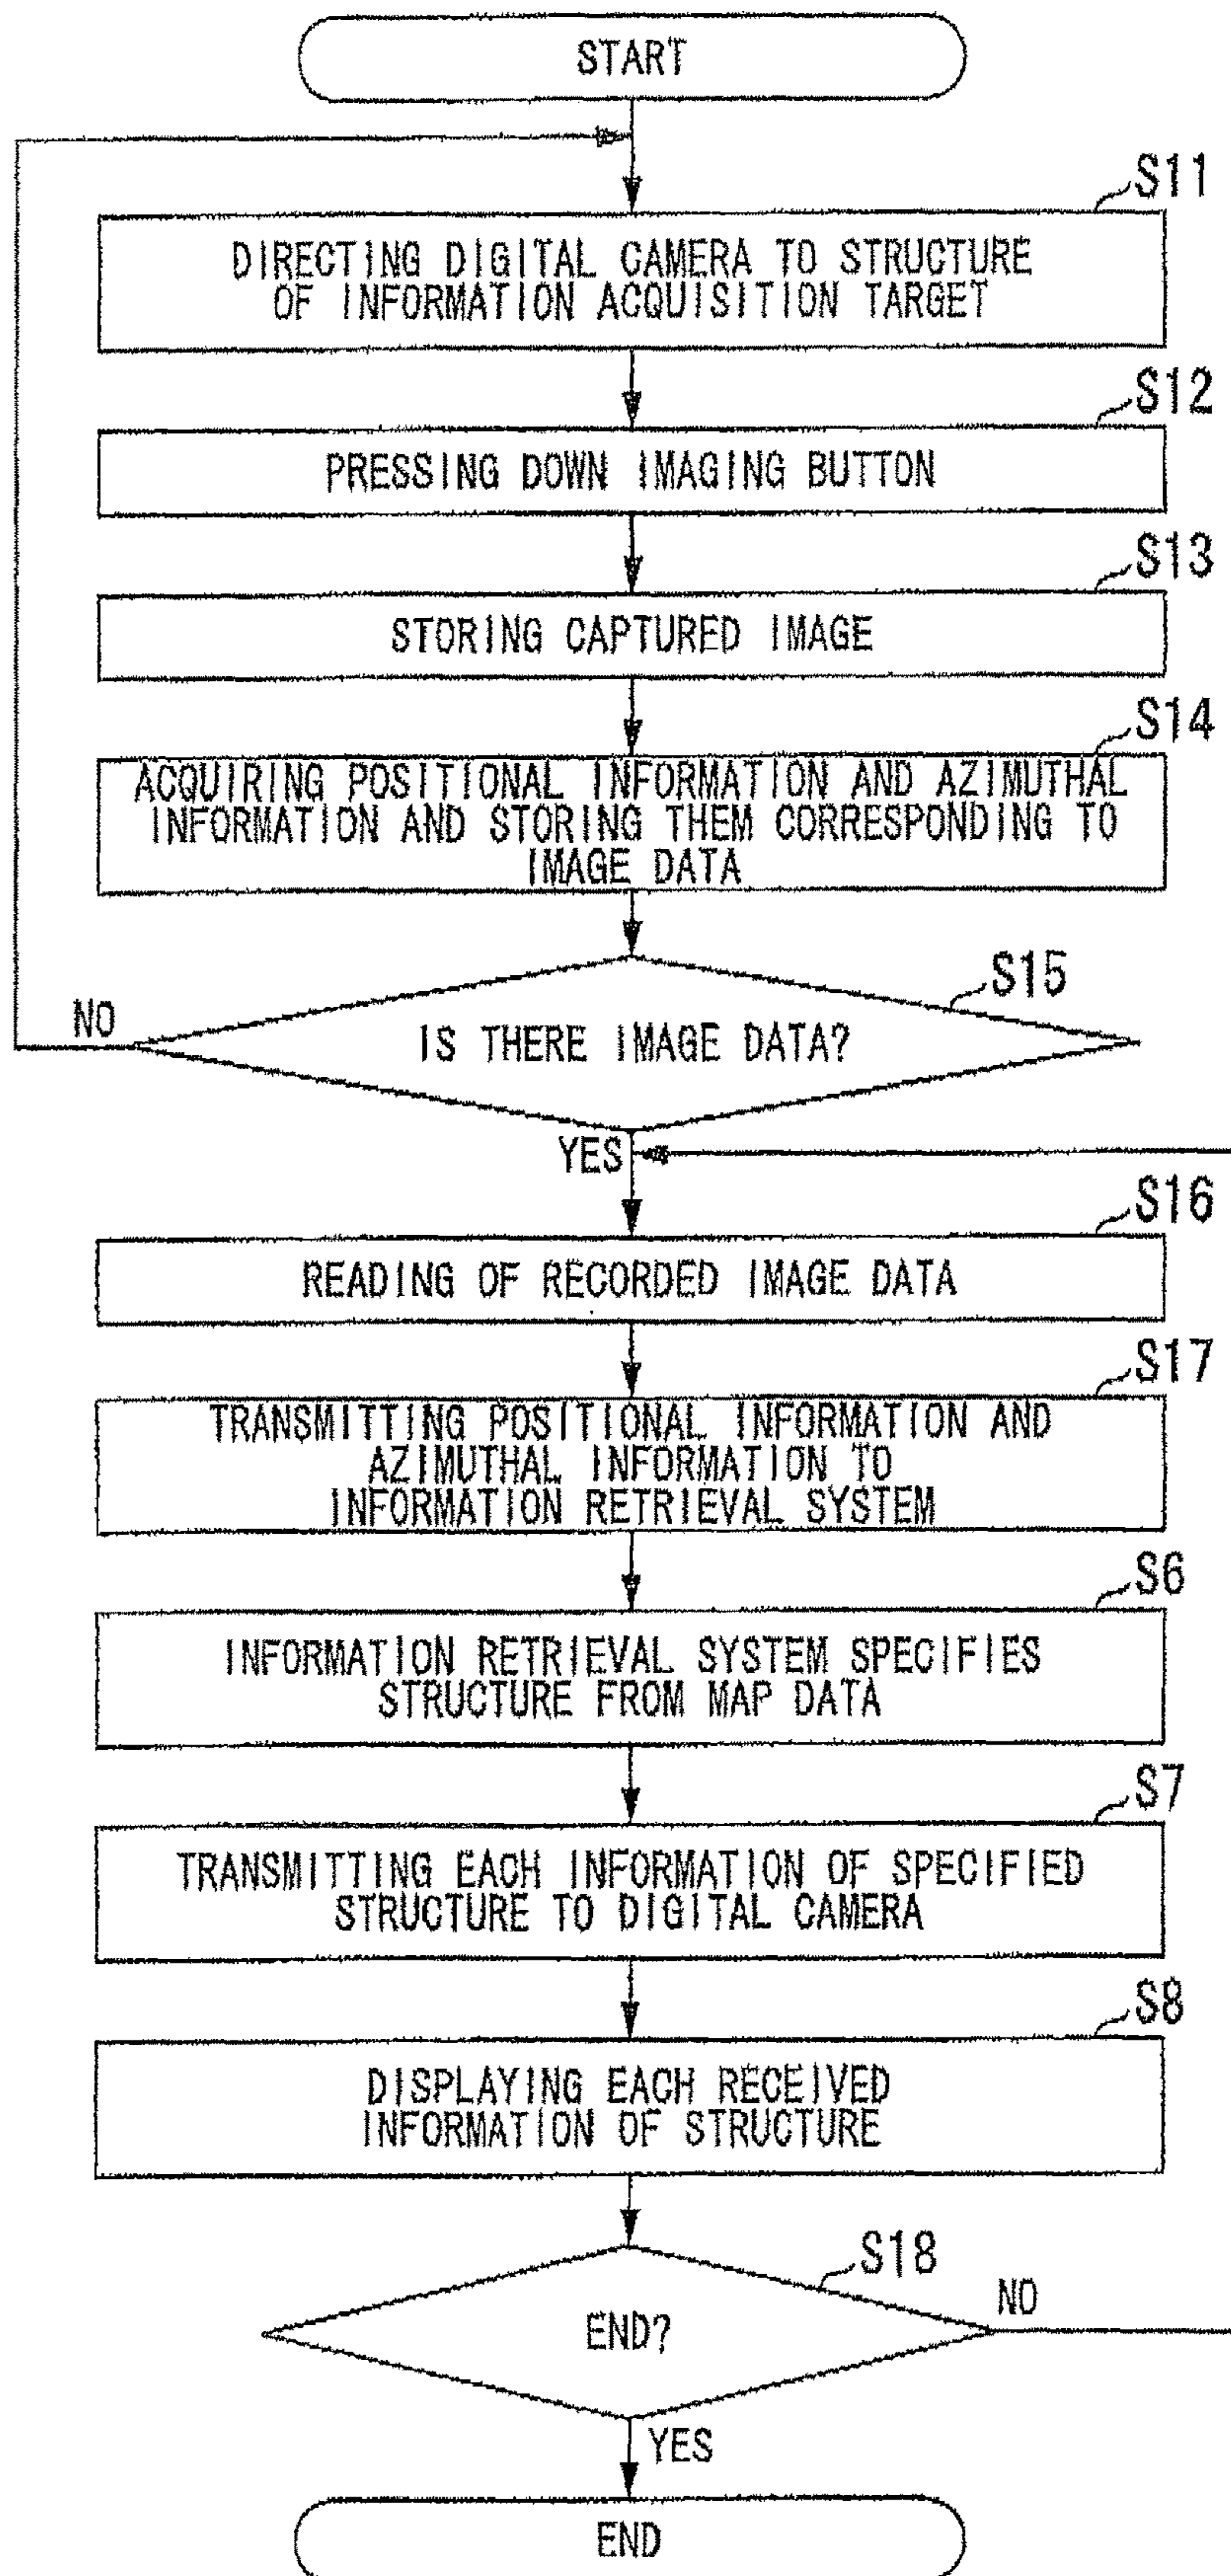 START
S11
DIRECTING DIGITAL CAMERA TO STRUCTURE
OF INFORMATION ACQUISITION TARGET
S12
PRESSING DOWN IMAGING BUTTON
S13
STORING CAPTURED IMAGE
S14
ACQUIRING POSITIONAL INFORMATION AND AZIMUTHAL
INFORMATION AND STORING THEM CORRESPONDING TO
IMAGE DATA
S15
NO
IS THERE IMAGE DATA?
YES
S16
READING OF RECORDED IMAGE DATA
S17
TRANSMITTING POSITIONAL INFORMATION AND
AZIMUTHAL INFORMATION TO
INFORMATION RETRIEVAL SYSTEM
S6
INFORMATION RETRIEVAL SYSTEM SPECIFIES
STRUCTURE FROM MAP DATA
S7
TRANSMITTING EACH INFORMATION OF SPECIFIED
STRUCTURE TO DIGITAL CAMERA
S8
DISPLAYING EACH RECEIVED
INFORMATION OF STRUCTURE
S18
NO
END?
YES
END